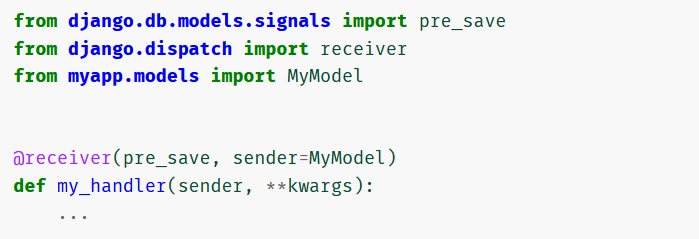 from django.db.models.signals import pre_save
from django.dispatch import receiver
from myapp.models import MyModel
@receiver(pre_save, sender=MyModel)
def my_handler(sender, **kwargs):
    ...